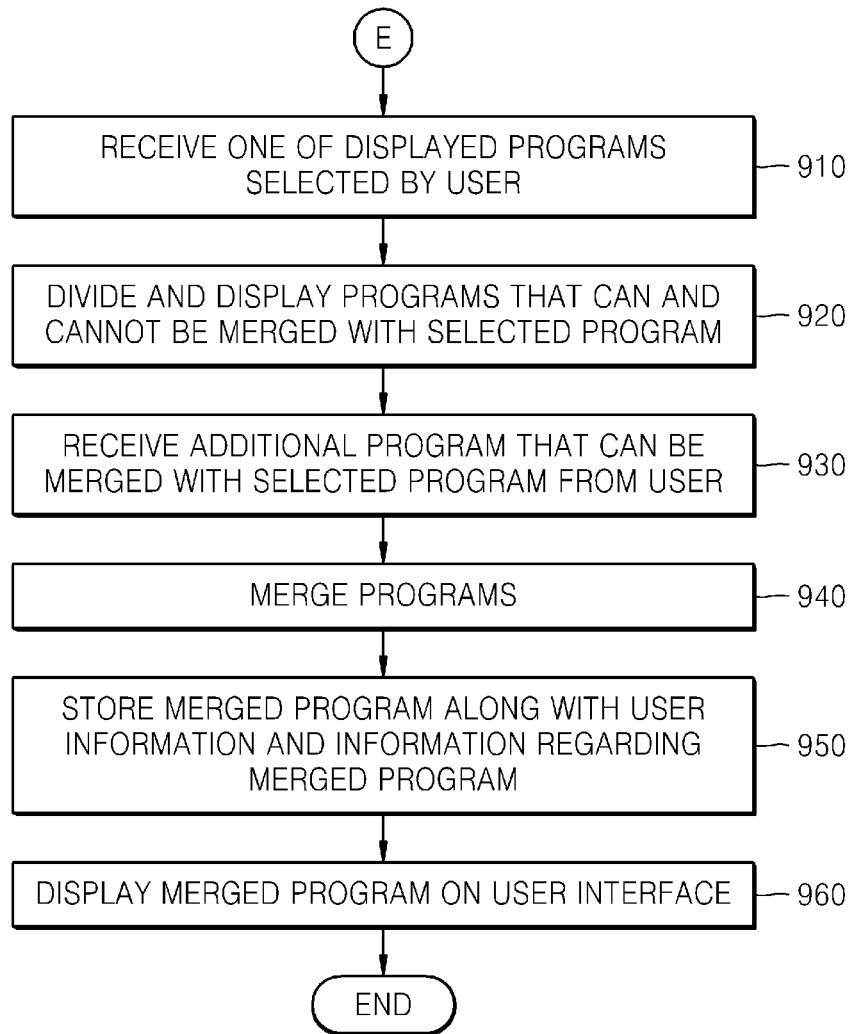 E
RECEIVE ONE OF DISPLAYED PROGRAMS
SELECTED BY USER
910
DIVIDE AND DISPLAY PROGRAMS THAT CAN AND
CANNOT BE MERGED WITH SELECTED PROGRAM
920
RECEIVE ADDITIONAL PROGRAM THAT CAN BE
MERGED WITH SELECTED PROGRAM FROM USER
930
MERGE PROGRAMS
940
STORE MERGED PROGRAM ALONG WITH USER
INFORMATION AND INFORMATION REGARDING
MERGED PROGRAM
950
DISPLAY MERGED PROGRAM ON USER INTERFACE
960
END